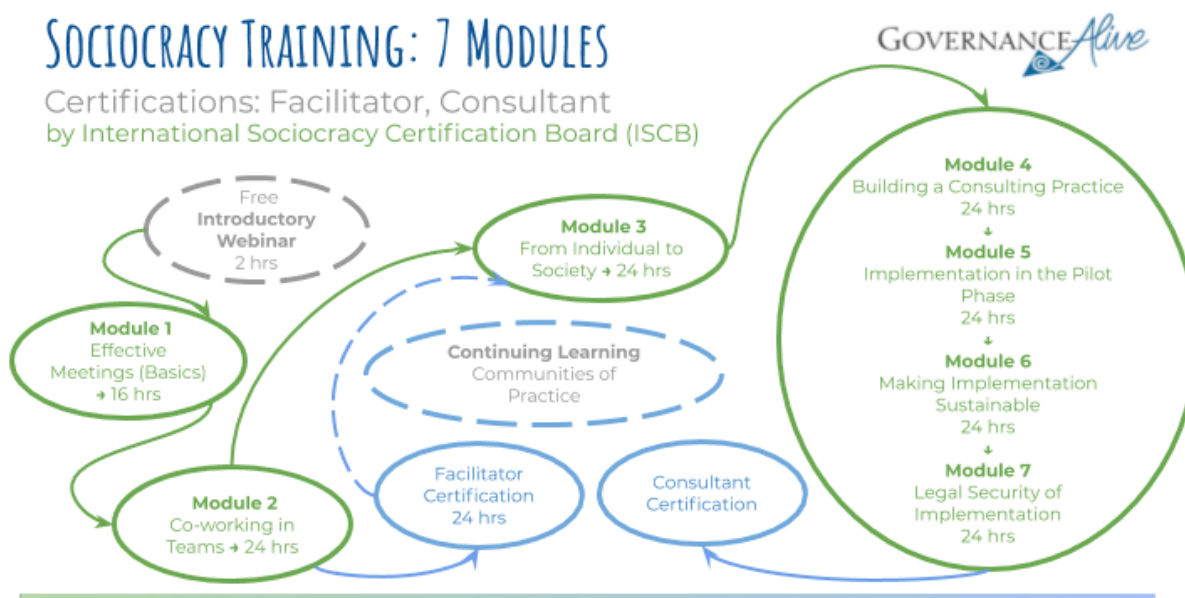 SOCIOCRACY TRAINING: 7 MODULES
GOVERNANCE Alive
Certifications: Facilitator, Consultant
by International Sociocracy Certification Board (ISCB)
Free
Introductory
Webinar
2 hrs
Module 1
Effective
Meetings (Basics)
→ 16 hrs
Module 2
Co-working in
Teams → 24 hrs
Module 3
From Individual to
Society → 24 hrs
Continuing Learning
Communities of
Practice
Facilitator
Certification
24 hrs
Consultant
Certification
Module 4
Building a Consulting Practice
24 hrs
↓
Module 5
Implementation in the Pilot
Phase
24 hrs
↓
Module 6
Making Implementation
Sustainable
24 hrs
↓
Module 7
Legal Security of
Implementation
24 hrs